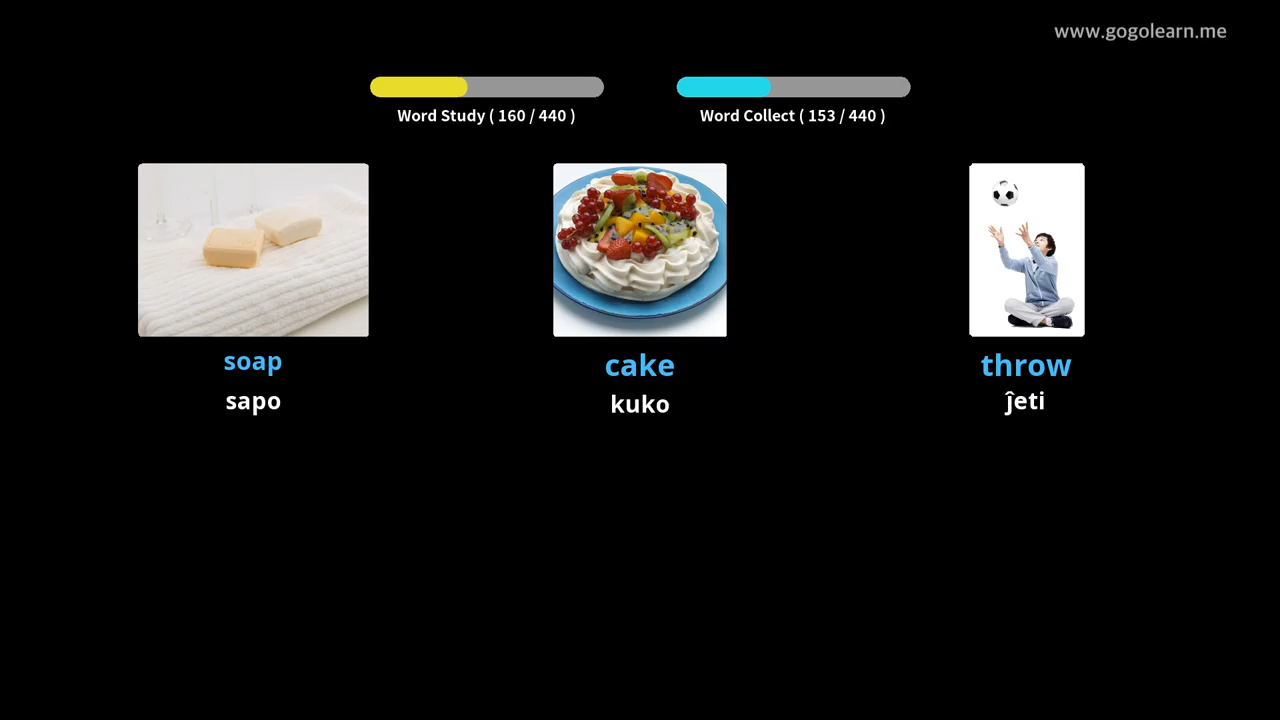 www.gogolearn.me
Word Study ( 160 / 440 )
Word Collect ( 153 / 440 )
soap
cake
throw
sapo
kuko
ĵeti